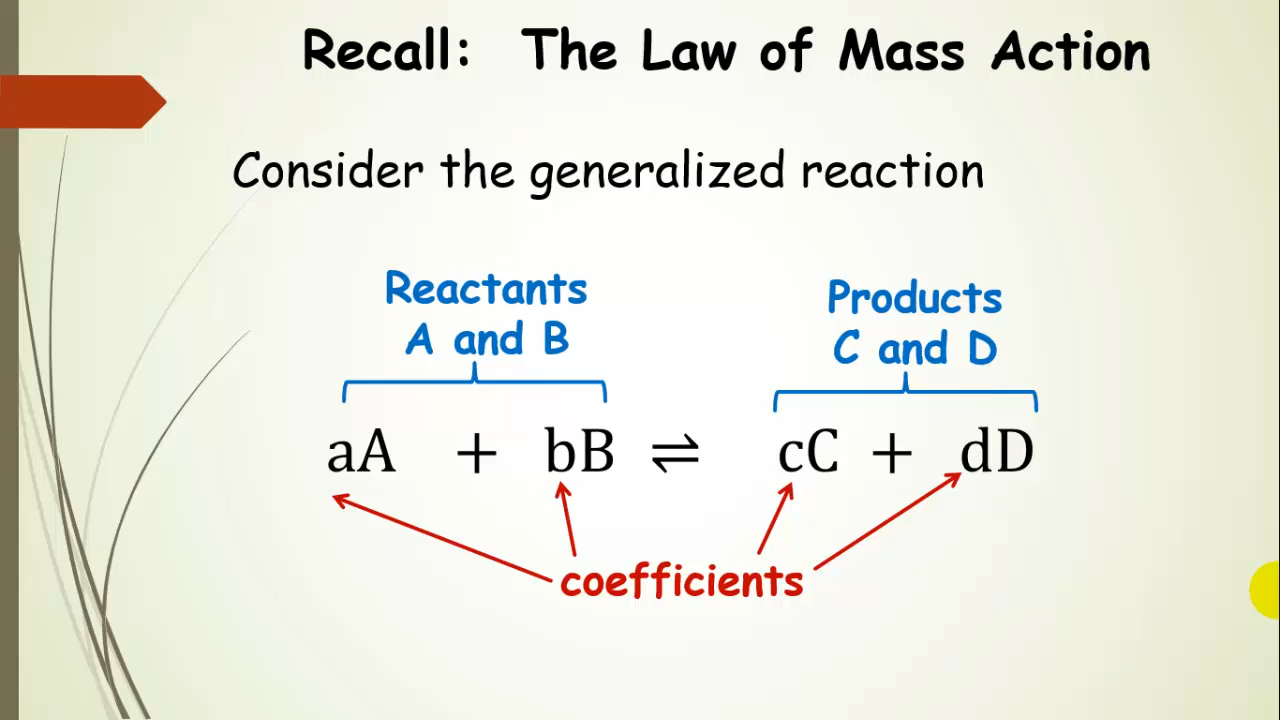 Recall: The Law of Mass Action
Consider the generalized reaction
Reactants
A and B
Products
C and D
aA + bB ⇌ cC + dD
coefficients